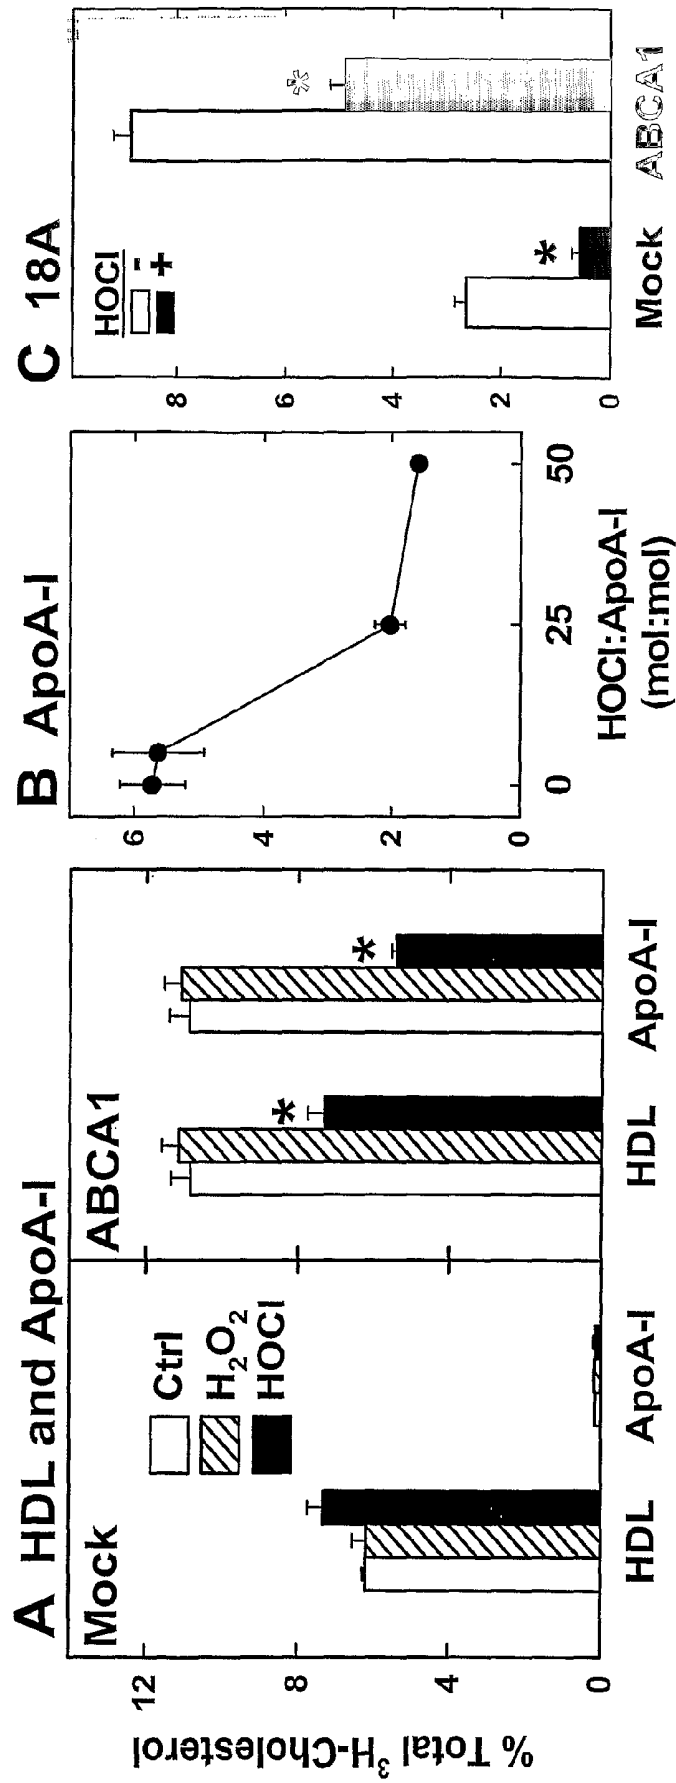 A HDL and ApoA-I
Mock
ABCA1
Ctrl
H₂O₂
HOCl
*
*
12
8
4
0
% Total ³H-Cholesterol
HDL
ApoA-I
HDL
ApoA-I
B ApoA-I
6
4
2
0
0
25
50
HOCl:ApoA-I
(mol:mol)
C 18A
HOCl
-
+
*
*
8
6
4
2
0
Mock
ABCA1